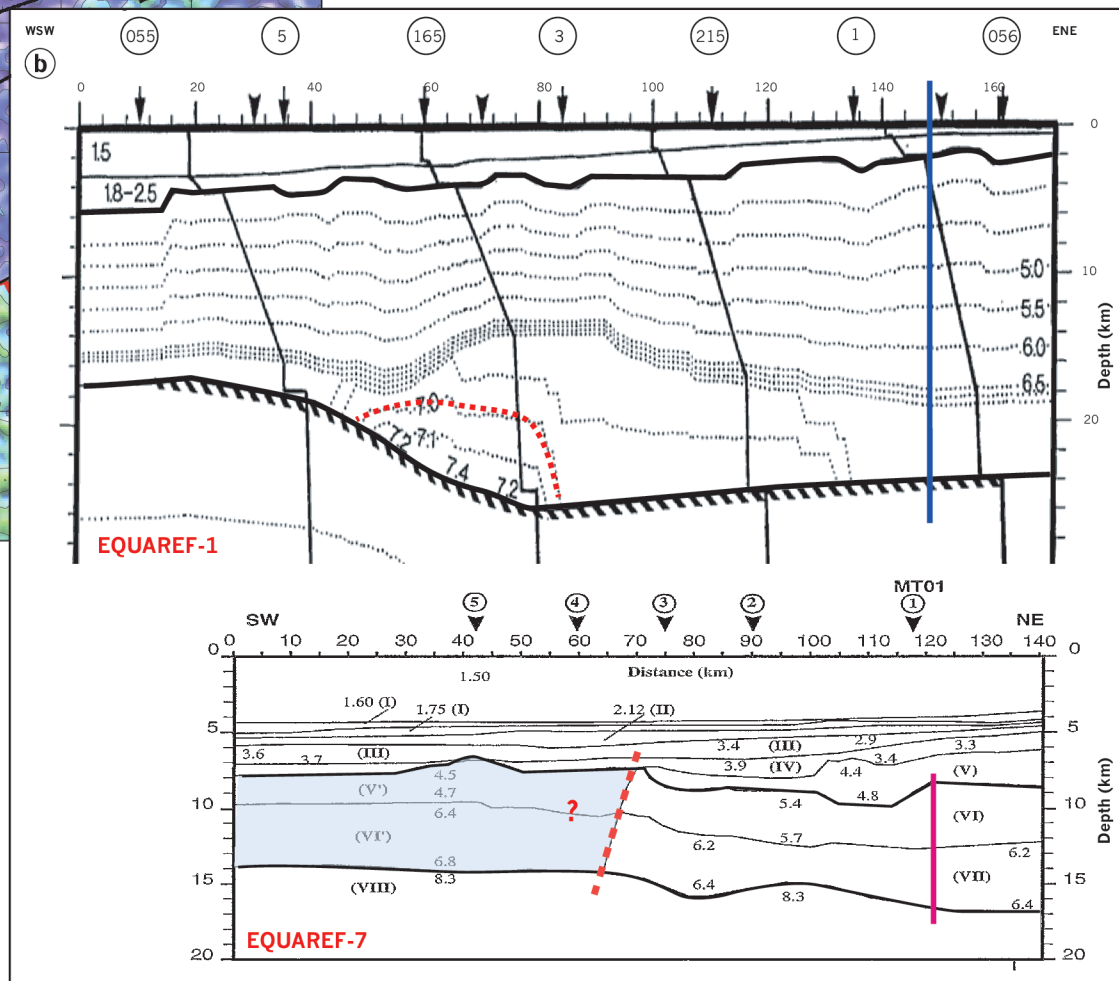 WSW 055 5 165 3 215 1 056 ENE
b
0 20 40 60 80 100 120 140 160
0
1.5
1.8-2.5
10
5.0
5.5
6.0
6.5
Depth (km)
20
7.0
7.2 7.1
7.4
7.2
EQUAREF-1
MT01
5 4 3 2 1
SW NE
0 10 20 30 40 50 60 70 80 90 100 110 120 130 140
0 0
Distance (km)
1.50
1.60 (I) 1.75 (I) 2.12 (II)
5 5
3.6 3.7 (III) 3.4 (III) 2.9 3.3
3.9 (IV) 3.4
4.5 4.4 (V)
(V') 4.7 5.4 4.8
10 ? 10
6.4 (VI)
(VI') 6.2 5.7 6.2
6.8 (VII)
15 15
(VIII) 8.3 6.4 8.3 6.4
Depth (km)
EQUAREF-7
20 20